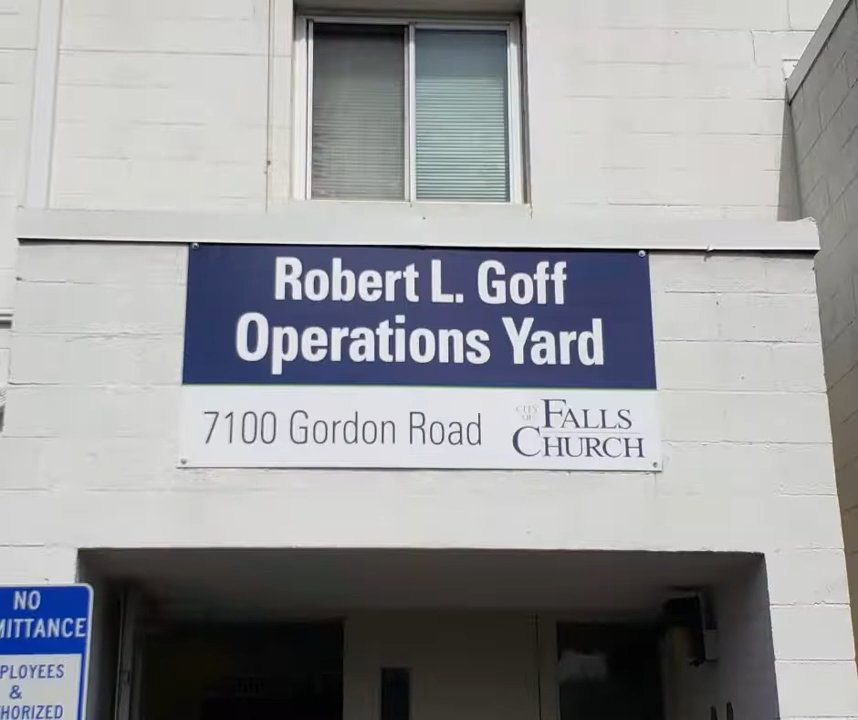 Robert L. Goff
Operations Yard
7100 Gordon Road
CITY OF FALLS
CHURCH
NO
MITTANCE
PLOYEES
&
HORIZED